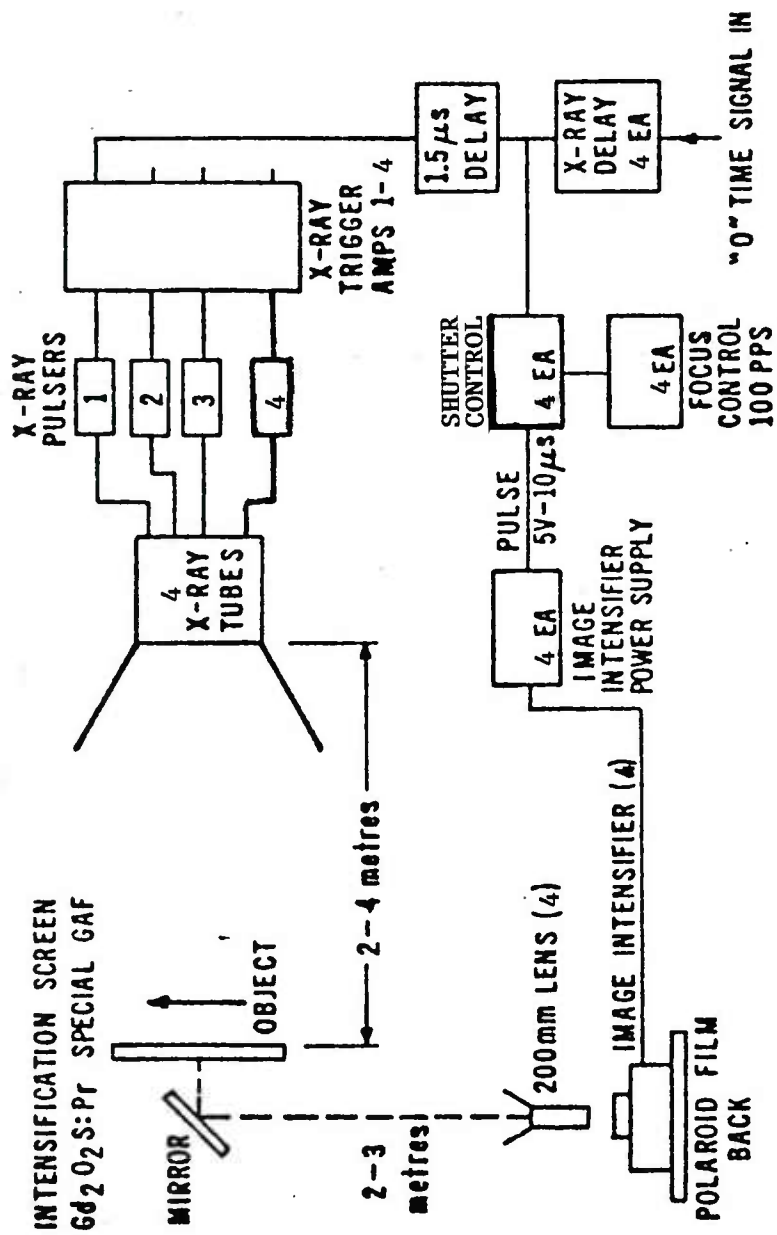 INTENSIFICATION SCREEN
Gd2O2S:Pr SPECIAL GAF
MIRROR
OBJECT
2-3
metres
2-4 metres
200mm LENS (4)
IMAGE INTENSIFIER (4)
POLAROID FILM
BACK
X-RAY
PULSERS
1
2
3
4
4
X-RAY
TUBES
X-RAY
TRIGGER
AMPS 1-4
PULSE
5V-10μs
4 EA
IMAGE
INTENSIFIER
POWER SUPPLY
SHUTTER
CONTROL
4 EA
4 EA
FOCUS
CONTROL
100 PPS
1.5μs
DELAY
X-RAY
DELAY
4 EA
"O" TIME SIGNAL IN